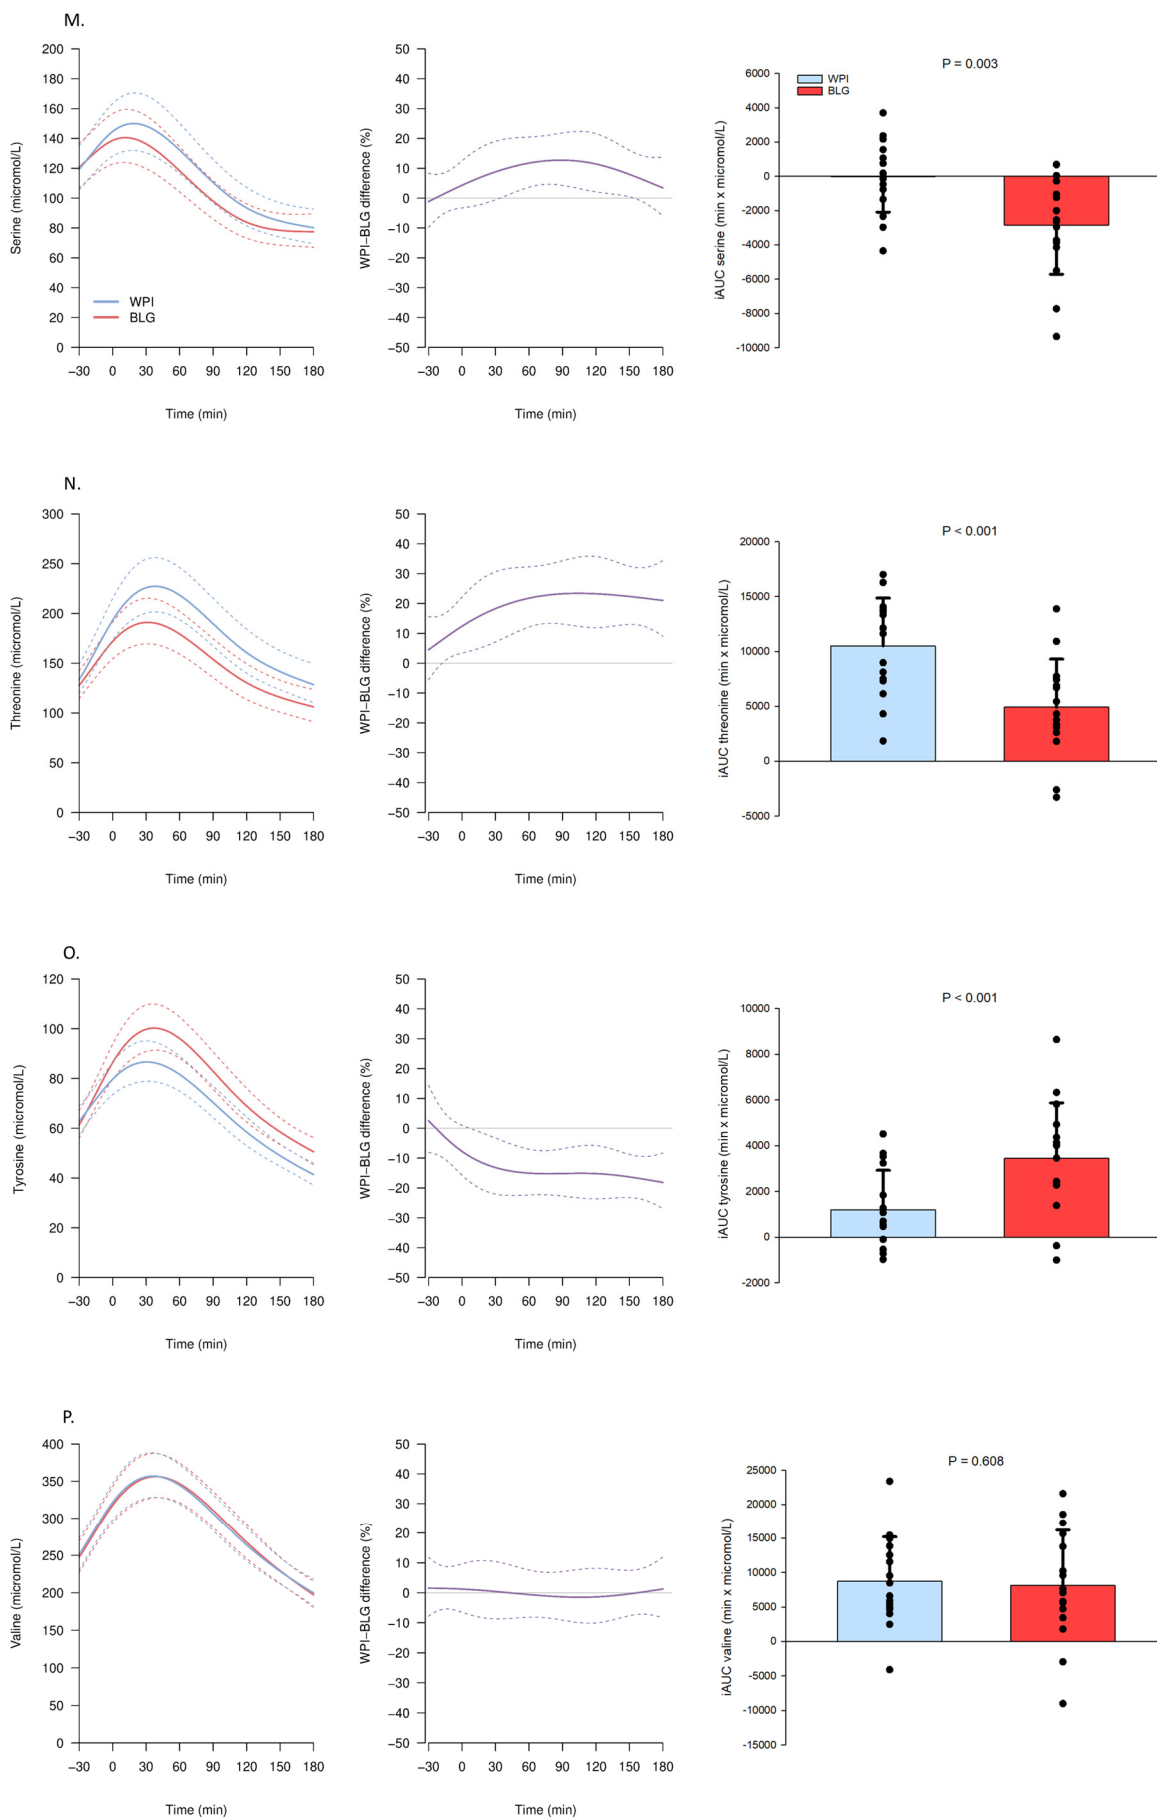 M.
Serine (micromol/L)
200
180
160
140
120
100
80
60
40
20
0
WPI
BLG
−30 0 30 60 90 120 150 180
Time (min)
WPI−BLG difference (%)
50
40
30
20
10
0
−10
−20
−30
−40
−50
−30 0 30 60 90 120 150 180
Time (min)
P = 0.003
WPI
BLG
iAUC serine (min x micromol/L)
6000
4000
2000
0
-2000
-4000
-6000
-8000
-10000
N.
Threonine (micromol/L)
300
250
200
150
100
50
0
−30 0 30 60 90 120 150 180
Time (min)
WPI−BLG difference (%)
50
40
30
20
10
0
−10
−20
−30
−40
−50
−30 0 30 60 90 120 150 180
Time (min)
P < 0.001
iAUC threonine (min x micromol/L)
20000
15000
10000
5000
0
-5000
O.
Tyrosine (micromol/L)
120
100
80
60
40
20
0
−30 0 30 60 90 120 150 180
Time (min)
WPI−BLG difference (%)
50
40
30
20
10
0
−10
−20
−30
−40
−50
−30 0 30 60 90 120 150 180
Time (min)
P < 0.001
iAUC tyrosine (min x micromol/L)
10000
8000
6000
4000
2000
0
-2000
P.
Valine (micromol/L)
400
350
300
250
200
150
100
50
0
−30 0 30 60 90 120 150 180
Time (min)
WPI−BLG difference (%)
50
40
30
20
10
0
−10
−20
−30
−40
−50
−30 0 30 60 90 120 150 180
Time (min)
P = 0.608
iAUC valine (min x micromol/L)
25000
20000
15000
10000
5000
0
-5000
-10000
-15000